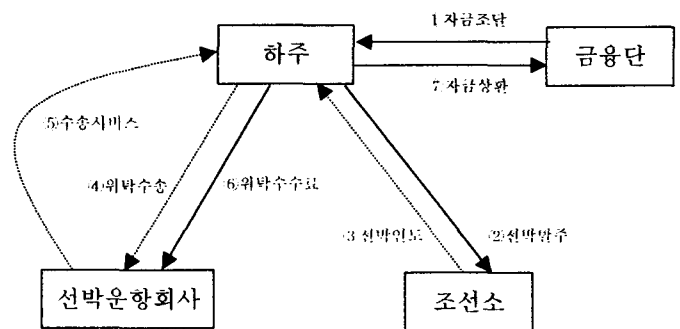 1 자금조달
하주
금융단
7 자금상환
(5)수송서비스
(4)위탁수송
(6)위탁수수료
(3 선박인도
(2)선박발주
선박운항회사
조선소